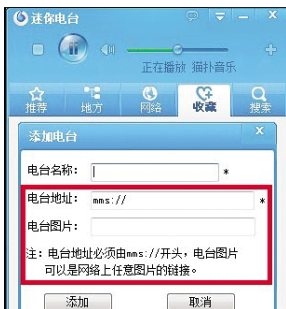 迷你电台
正在播放 猫扑音乐
推荐 地方 网络 收藏 搜索
添加电台 X
电台名称： *
电台地址： mms:// *
电台图片：
注：电台地址必须由mms://开头，电台图片
可以是网络上任意图片的链接。
添加 取消